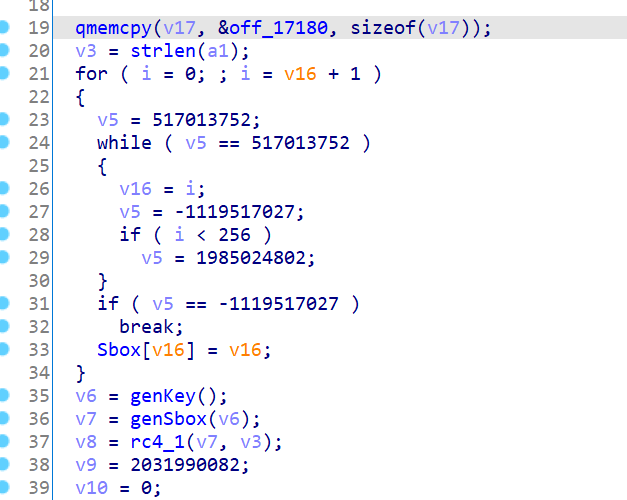 18
19 qmemcpy(v17, &off_17180, sizeof(v17));
20 v3 = strlen(a1);
21 for ( i = 0; ; i = v16 + 1 )
22 {
23   v5 = 517013752;
24   while ( v5 == 517013752 )
25   {
26     v16 = i;
27     v5 = -1119517027;
28     if ( i < 256 )
29       v5 = 1985024802;
30   }
31   if ( v5 == -1119517027 )
32     break;
33   Sbox[v16] = v16;
34 }
35 v6 = genKey();
36 v7 = genSbox(v6);
37 v8 = rc4_1(v7, v3);
38 v9 = 2031990082;
39 v10 = 0;